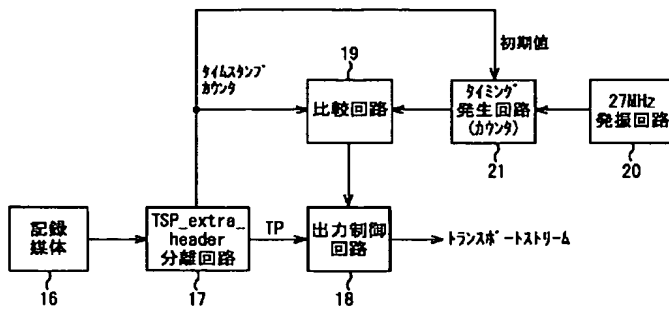 初期値
19
タイムスタンプ
カウンタ
比較回路
タイミング
発生回路
(カウンタ)
27MHz
発振回路
21
20
記録
媒体
TSP_extra_
header
分離回路
TP
出力制御
回路
トランスポートストリーム
16
17
18